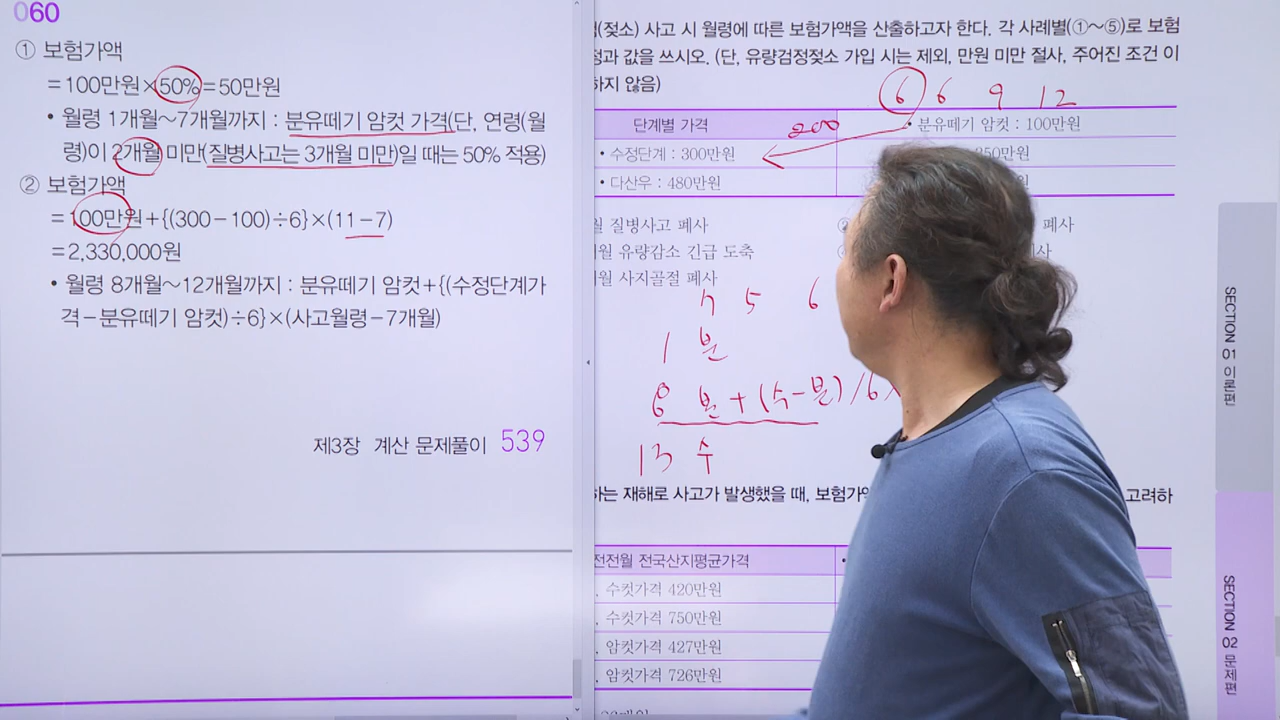 060
① 보험가액
=100만원×50%=50만원
• 월령 1개월~7개월까지 : 분유떼기 암컷 가격(단, 연령(월
령)이 2개월 미만(질병사고는 3개월 미만)일 때는 50% 적용)
② 보험가액
=100만원+{(300-100)÷6}×(11-7)
=2,330,000원
• 월령 8개월~12개월까지 : 분유떼기 암컷+{(수정단계가
격-분유떼기 암컷)÷6}×(사고월령-7개월)
제3장 계산 문제풀이 539
(젖소) 사고 시 월령에 따른 보험가액을 산출하고자 한다. 각 사례별(①~⑤)로 보험
정과 값을 쓰시오. (단, 유량검정젖소 가입 시는 제외, 만원 미만 절사, 주어진 조건 이
하지 않음)
6 6 9 12
200
단계별 가격
• 분유떼기 암컷 : 100만원
• 수정단계 : 300만원
350만원
• 다산우 : 480만원
월 질병사고 폐사
폐사
개월 유량감소 긴급 도축
개월 사지골절 폐사
5 6
1 분
8 분+(수-분)/6×
13 수
하는 재해로 사고가 발생했을 때, 보험가액
고려하
전전월 전국산지평균가격
수컷가격 420만원
수컷가격 750만원
암컷가격 427만원
암컷가격 726만원
SECTION 01 이론편
SECTION 02 문제편